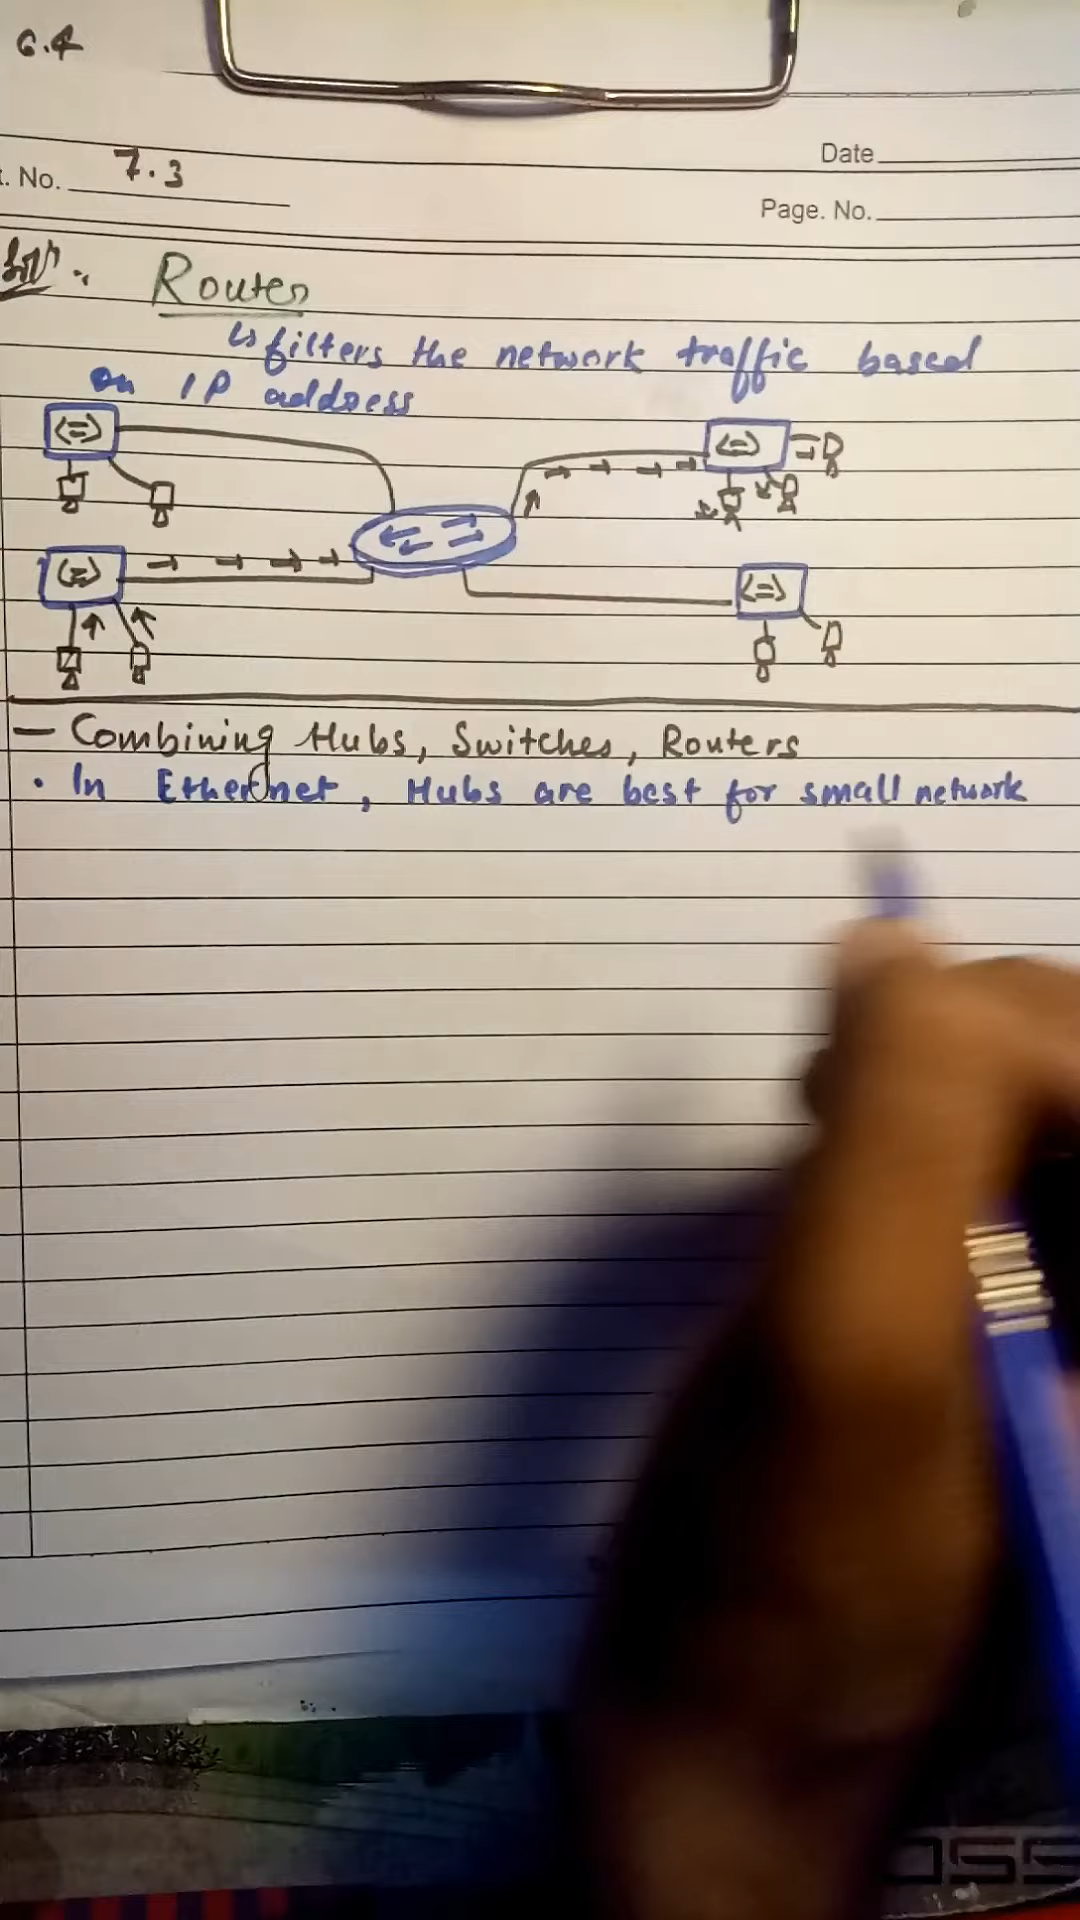 6.4
Date
. No. 7.3
Page. No.
Router
↳ filters the network traffic based
on IP address
— Combining Hubs, Switches, Routers
• In Ethernet, Hubs are best for small network